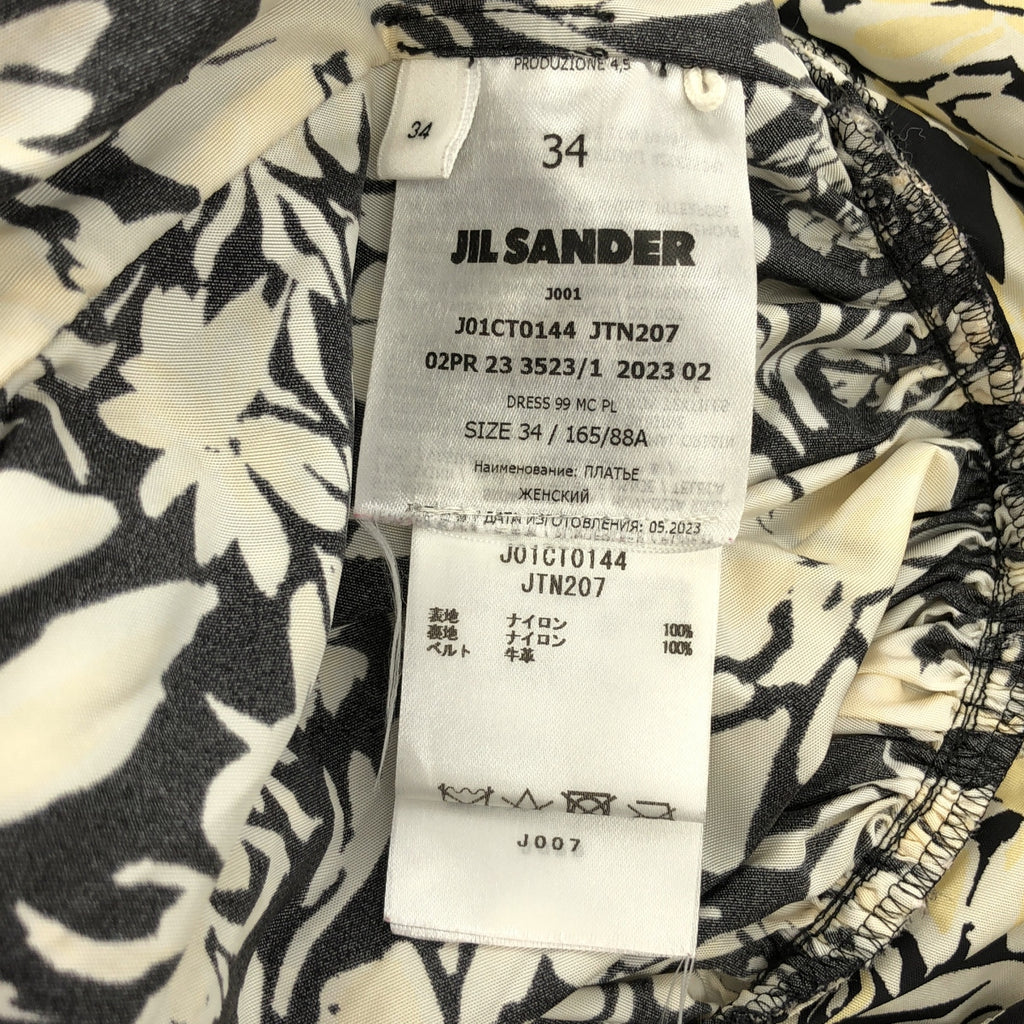 PRODUZIONE 4,5
34
34
JIL SANDER
J001
J01CT0144 JTN207
02PR 23 3523/1 2023 02
DRESS 99 MC PL
SIZE 34 / 165/88A
Наименование: ПЛАТЬЕ
ЖЕНСКИЙ
ДАТА ИЗГОТОВЛЕНИЯ: 05.2023
J01CT0144
JTN207
表地 ナイロン 100%
裏地 ナイロン 100%
ベルト 牛革
J007